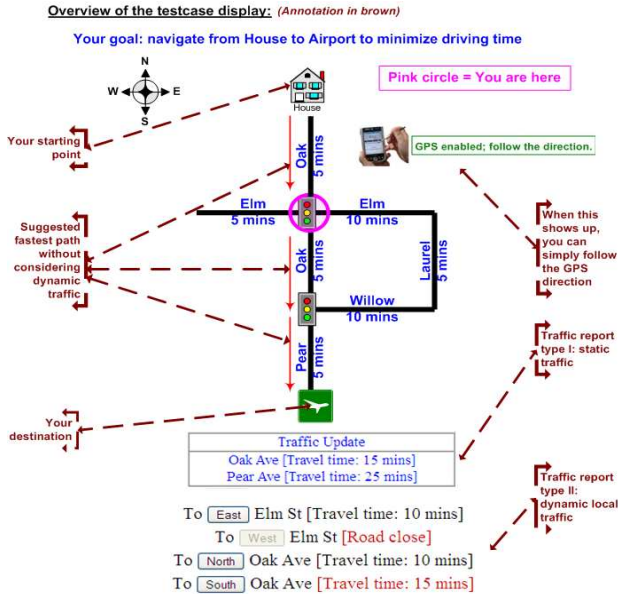 Overview of the testcase display: (Annotation in brown)
Your goal: navigate from House to Airport to minimize driving time
N
W
E
S
House
Pink circle = You are here
Your starting
point
Oak
5 mins
GPS enabled; follow the direction.
Elm
5 mins
Elm
10 mins
Suggested
fastest path
without
considering
dynamic
traffic
Oak
5 mins
Laurel
5 mins
When this
shows up,
you can
simply follow
the GPS
direction
Willow
10 mins
Pear
5 mins
Traffic report
type I: static
traffic
Your
destination
Traffic Update
Oak Ave [Travel time: 15 mins]
Pear Ave [Travel time: 25 mins]
Traffic report
type II:
dynamic local
traffic
To East Elm St [Travel time: 10 mins]
To West Elm St [Road close]
To North Oak Ave [Travel time: 10 mins]
To South Oak Ave [Travel time: 15 mins]